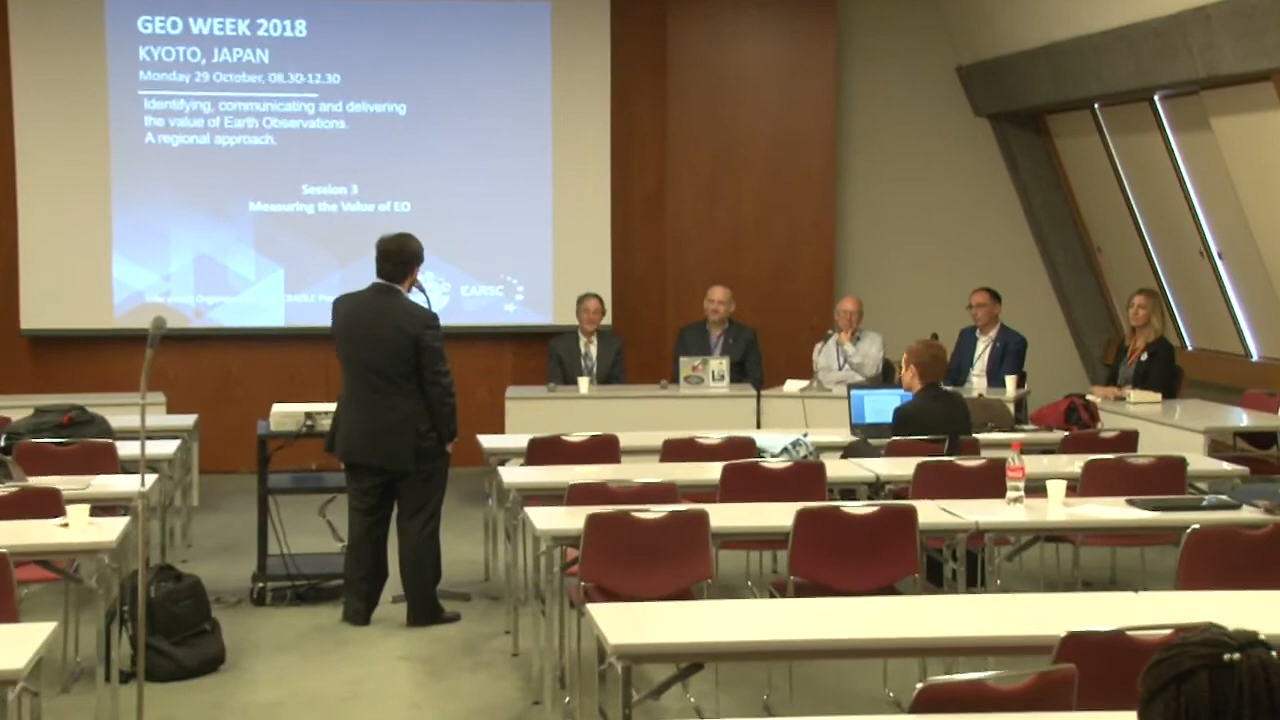 GEO WEEK 2018
KYOTO, JAPAN
Monday 29 October, 08.30-12.30
Identifying, communicating and delivering
the value of Earth Observations.
A regional approach.
Session 3
Measuring the Value of EO
EARSC